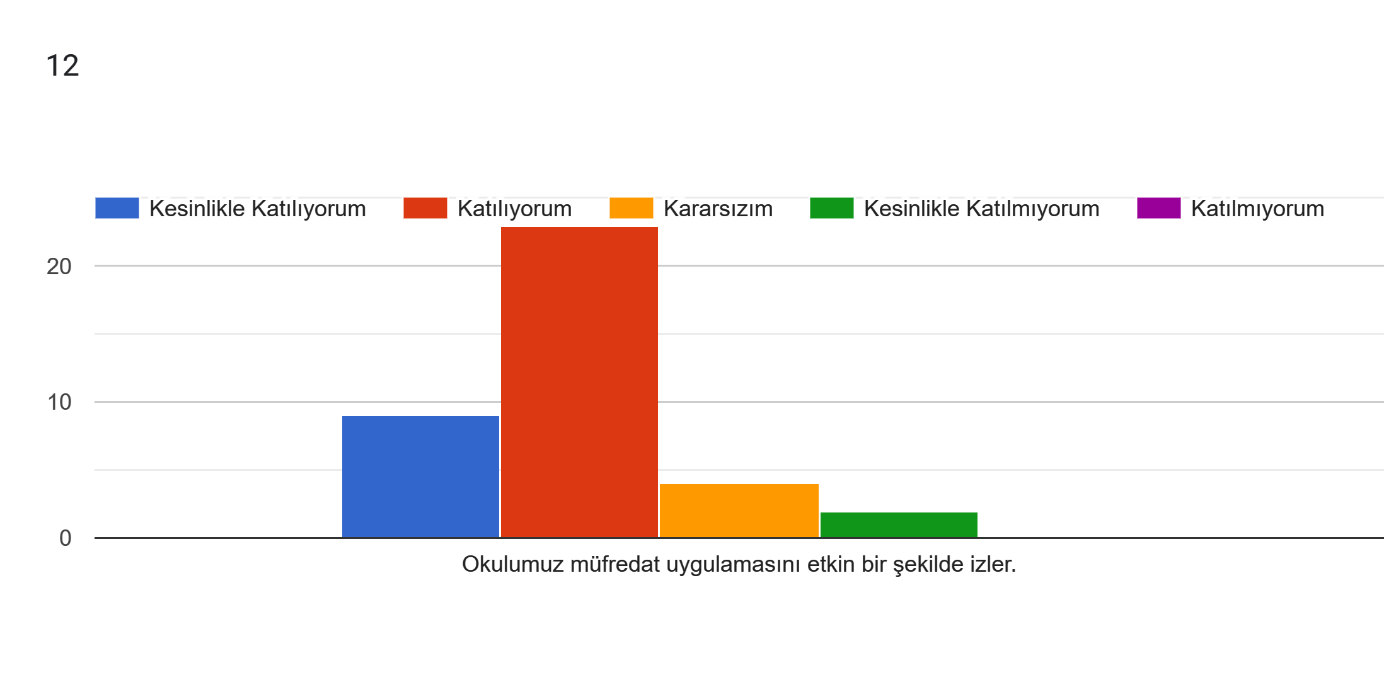 12
Kesinlikle Katılıyorum Katılıyorum Kararsızım Kesinlikle Katılmıyorum Katılmıyorum
20
10
0
Okulumuz müfredat uygulamasını etkin bir şekilde izler.